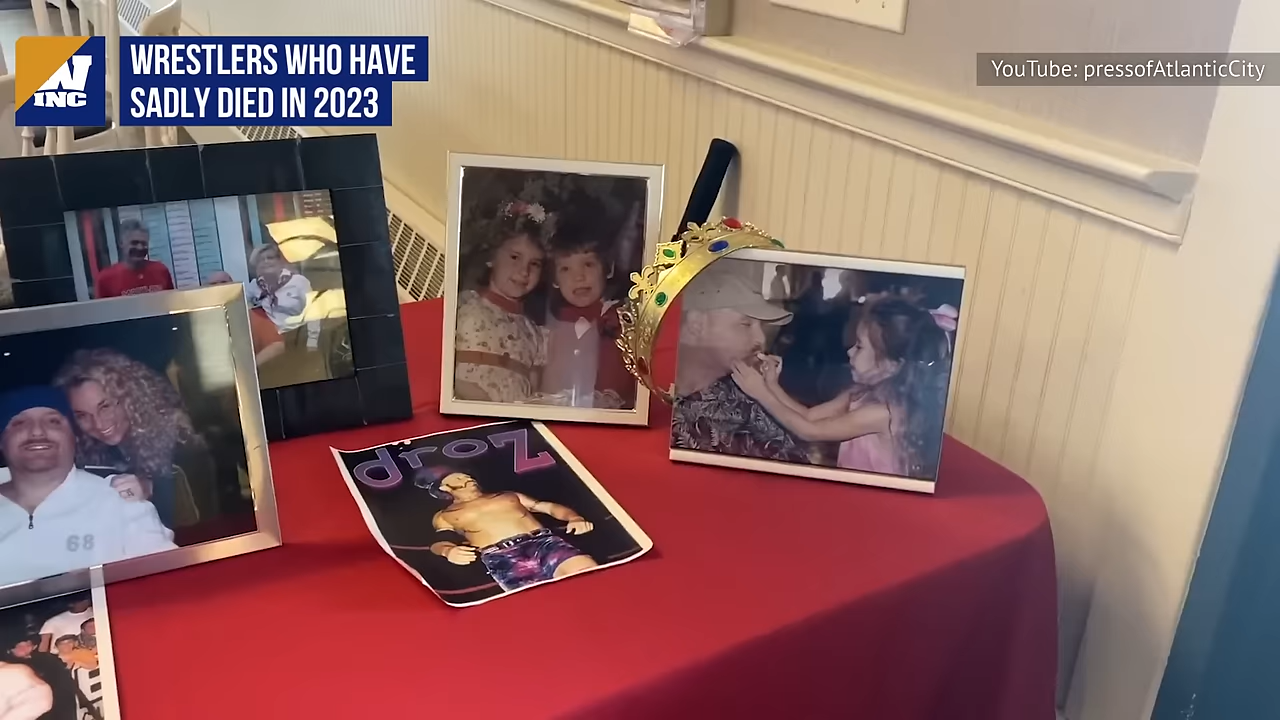 WRESTLERS WHO HAVE
SADLY DIED IN 2023
W
INC
YouTube: pressofAtlanticCity
droz
68